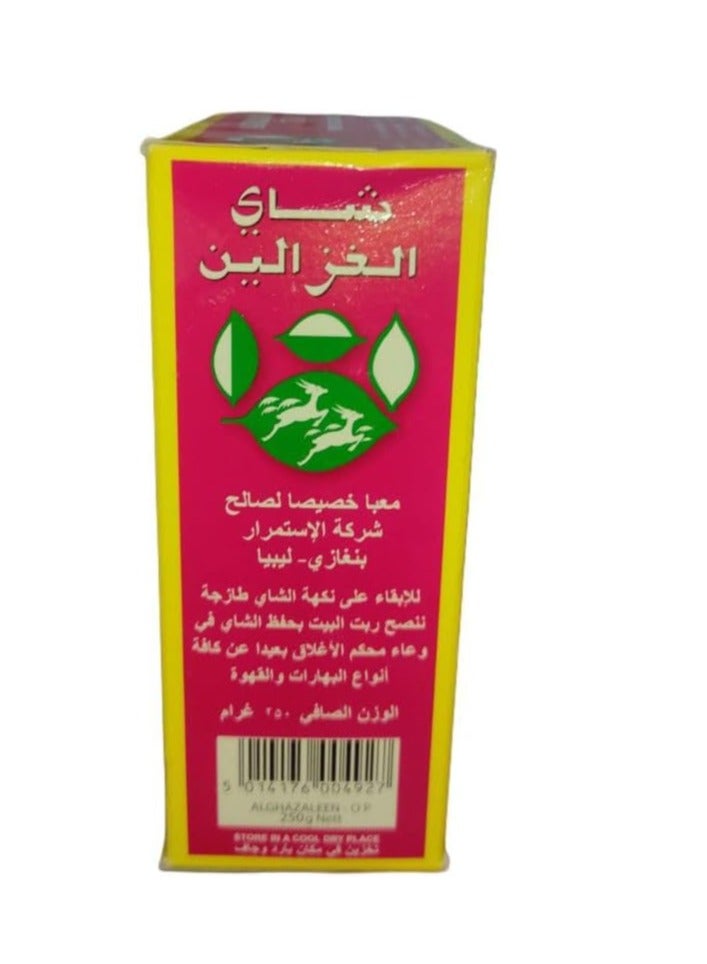 شاي
الغزالين
معبا خصيصا لصالح
شركة الإستمرار
بنغازي - ليبيا
للإبقاء على نكهة الشاي طازجة
ننصح ربت البيت بحفظ الشاي في
وعاء محكم الأغلاق بعيدا عن كافة
أنواع البهارات والقهوة
الوزن الصافي ٢٥٠ غرام
5 014176 004927
ALGHAZALEEN - O P
250g Nett
STORE IN A COOL DRY PLACE
تخزين في مكان بارد وجاف